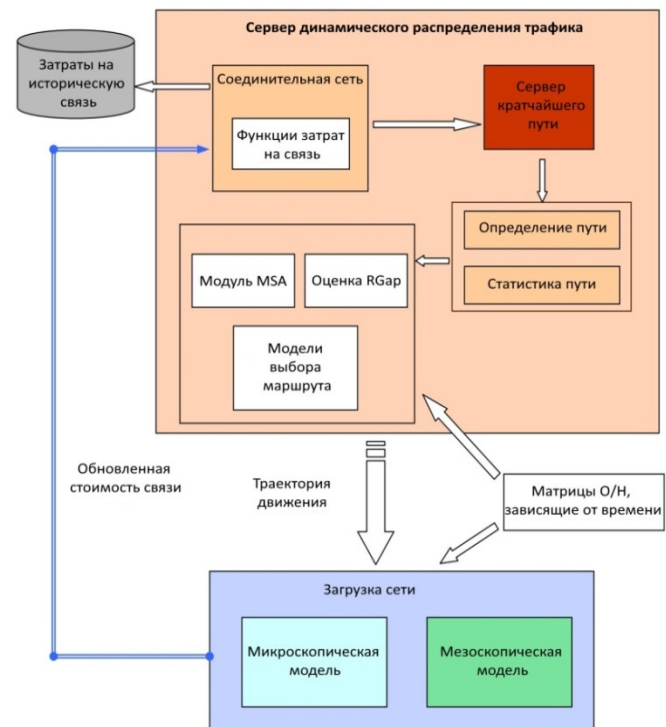 Сервер динамического распределения трафика
Затраты на
историческую
связь
Соединительная сеть
Функции затрат
на связь
Сервер
кратчайшего
пути
Определение пути
Статистика пути
Модуль MSA
Оценка RGap
Модели
выбора
маршрута
Обновленная
стоимость связи
Траектория
движения
Матрицы О/Н,
зависящие от времени
Загрузка сети
Микроскопическая
модель
Мезоскопическая
модель